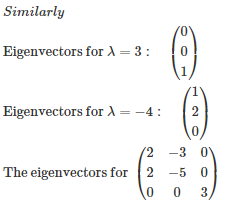 Similarly
Eigenvectors for λ = 3 : (0 0 1)
Eigenvectors for λ = −4 : (1 2 0)
The eigenvectors for (2 −3 0
2 −5 0
0 0 3)